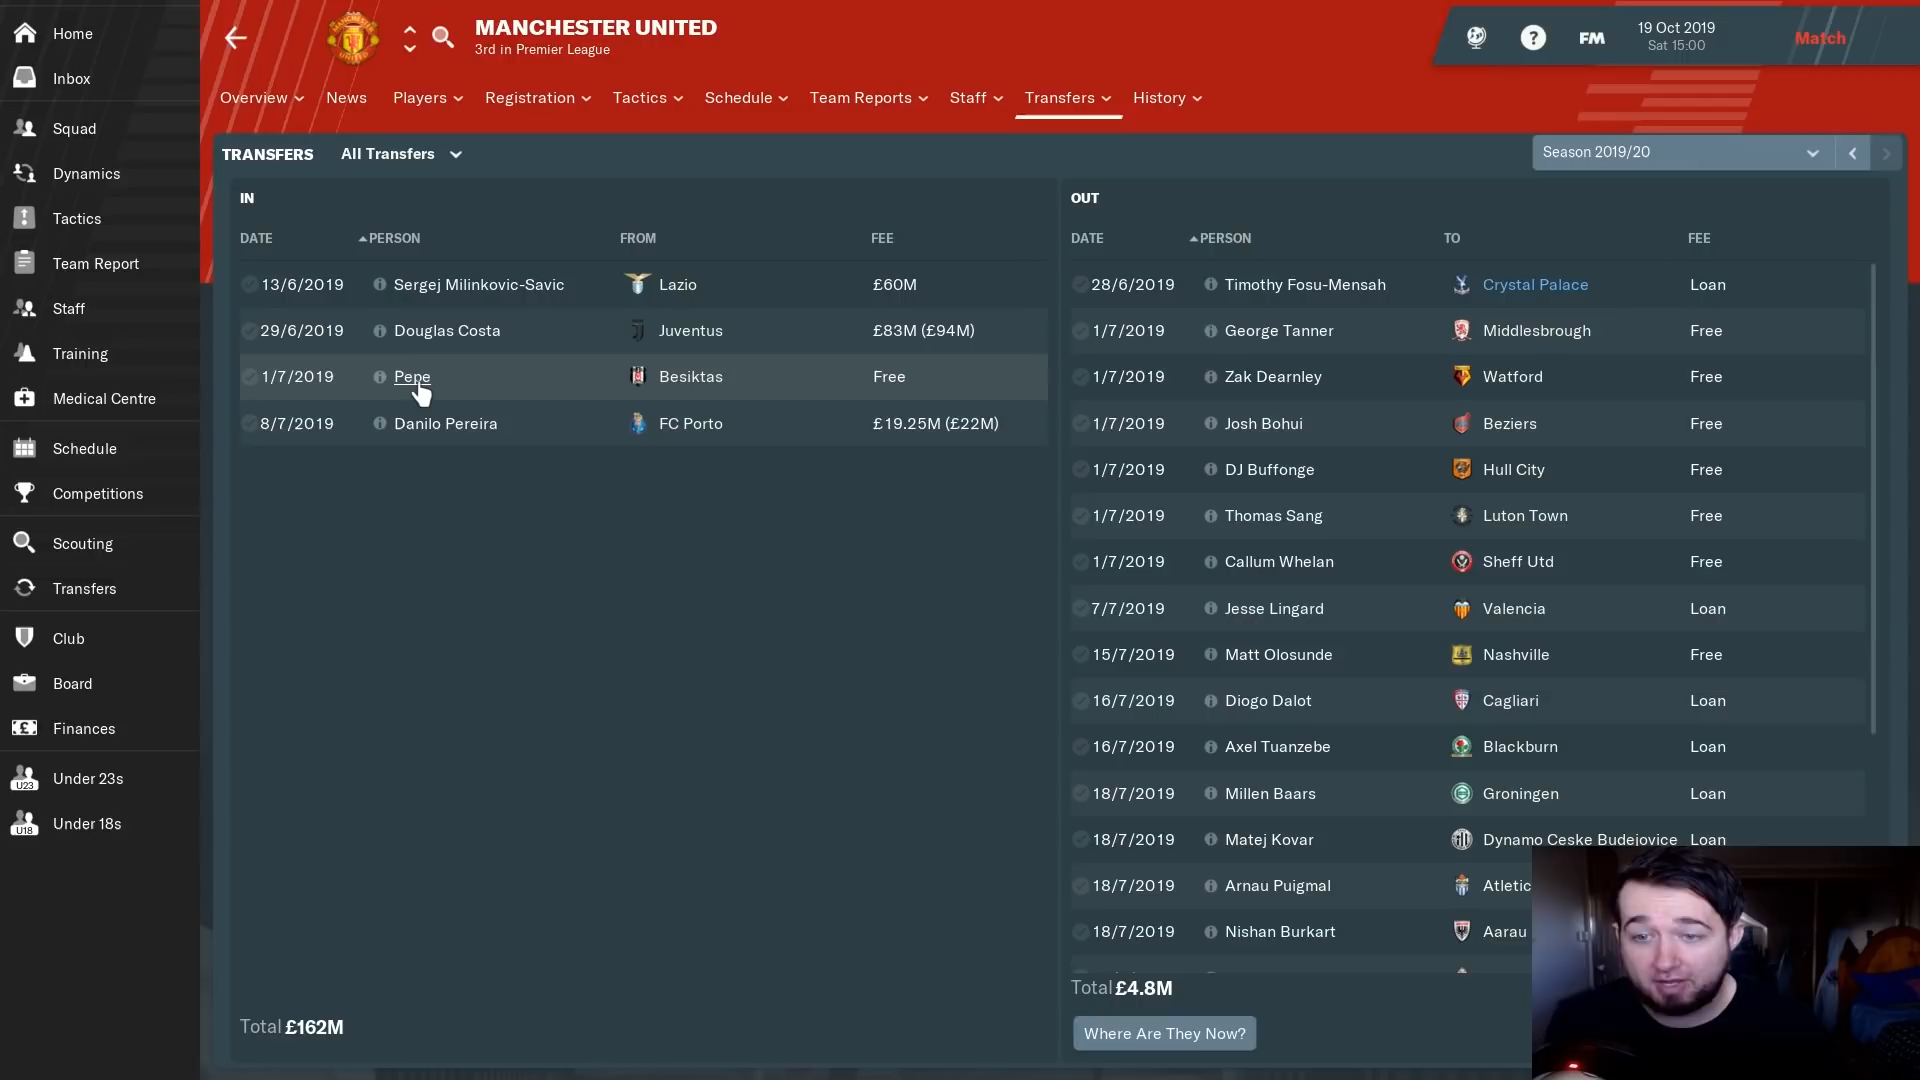 Home
Inbox
Squad
Dynamics
Tactics
Team Report
Staff
Training
Medical Centre
Schedule
Competitions
Scouting
Transfers
Club
Board
Finances
U23 Under 23s
U18 Under 18s
MANCHESTER UNITED
3rd in Premier League
? FM 19 Oct 2019 Match
Sat 15:00
Overview News Players Registration Tactics Schedule Team Reports Staff Transfers History
TRANSFERS All Transfers Season 2019/20
IN
DATE PERSON FROM FEE
13/6/2019 Sergej Milinkovic-Savic Lazio £60M
29/6/2019 Douglas Costa Juventus £83M (£94M)
1/7/2019 Pepe Besiktas Free
8/7/2019 Danilo Pereira FC Porto £19.25M (£22M)
Total £162M
OUT
DATE PERSON TO FEE
28/6/2019 Timothy Fosu-Mensah Crystal Palace Loan
1/7/2019 George Tanner Middlesbrough Free
1/7/2019 Zak Dearnley Watford Free
1/7/2019 Josh Bohui Beziers Free
1/7/2019 DJ Buffonge Hull City Free
1/7/2019 Thomas Sang Luton Town Free
1/7/2019 Callum Whelan Sheff Utd Free
7/7/2019 Jesse Lingard Valencia Loan
15/7/2019 Matt Olosunde Nashville Free
16/7/2019 Diogo Dalot Cagliari Loan
16/7/2019 Axel Tuanzebe Blackburn Loan
18/7/2019 Millen Baars Groningen Loan
18/7/2019 Matej Kovar Dynamo Ceske Budejovice Loan
18/7/2019 Arnau Puigmal Atletic
18/7/2019 Nishan Burkart Aarau
Total £4.8M
Where Are They Now?